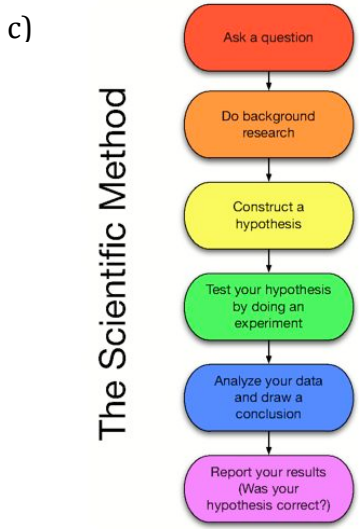 c)
The Scientific Method
Ask a question
Do background
research
Construct a
hypothesis
Test your hypothesis
by doing an
experiment
Analyze your data
and draw a
conclusion
Report your results
(Was your
hypothesis correct?)